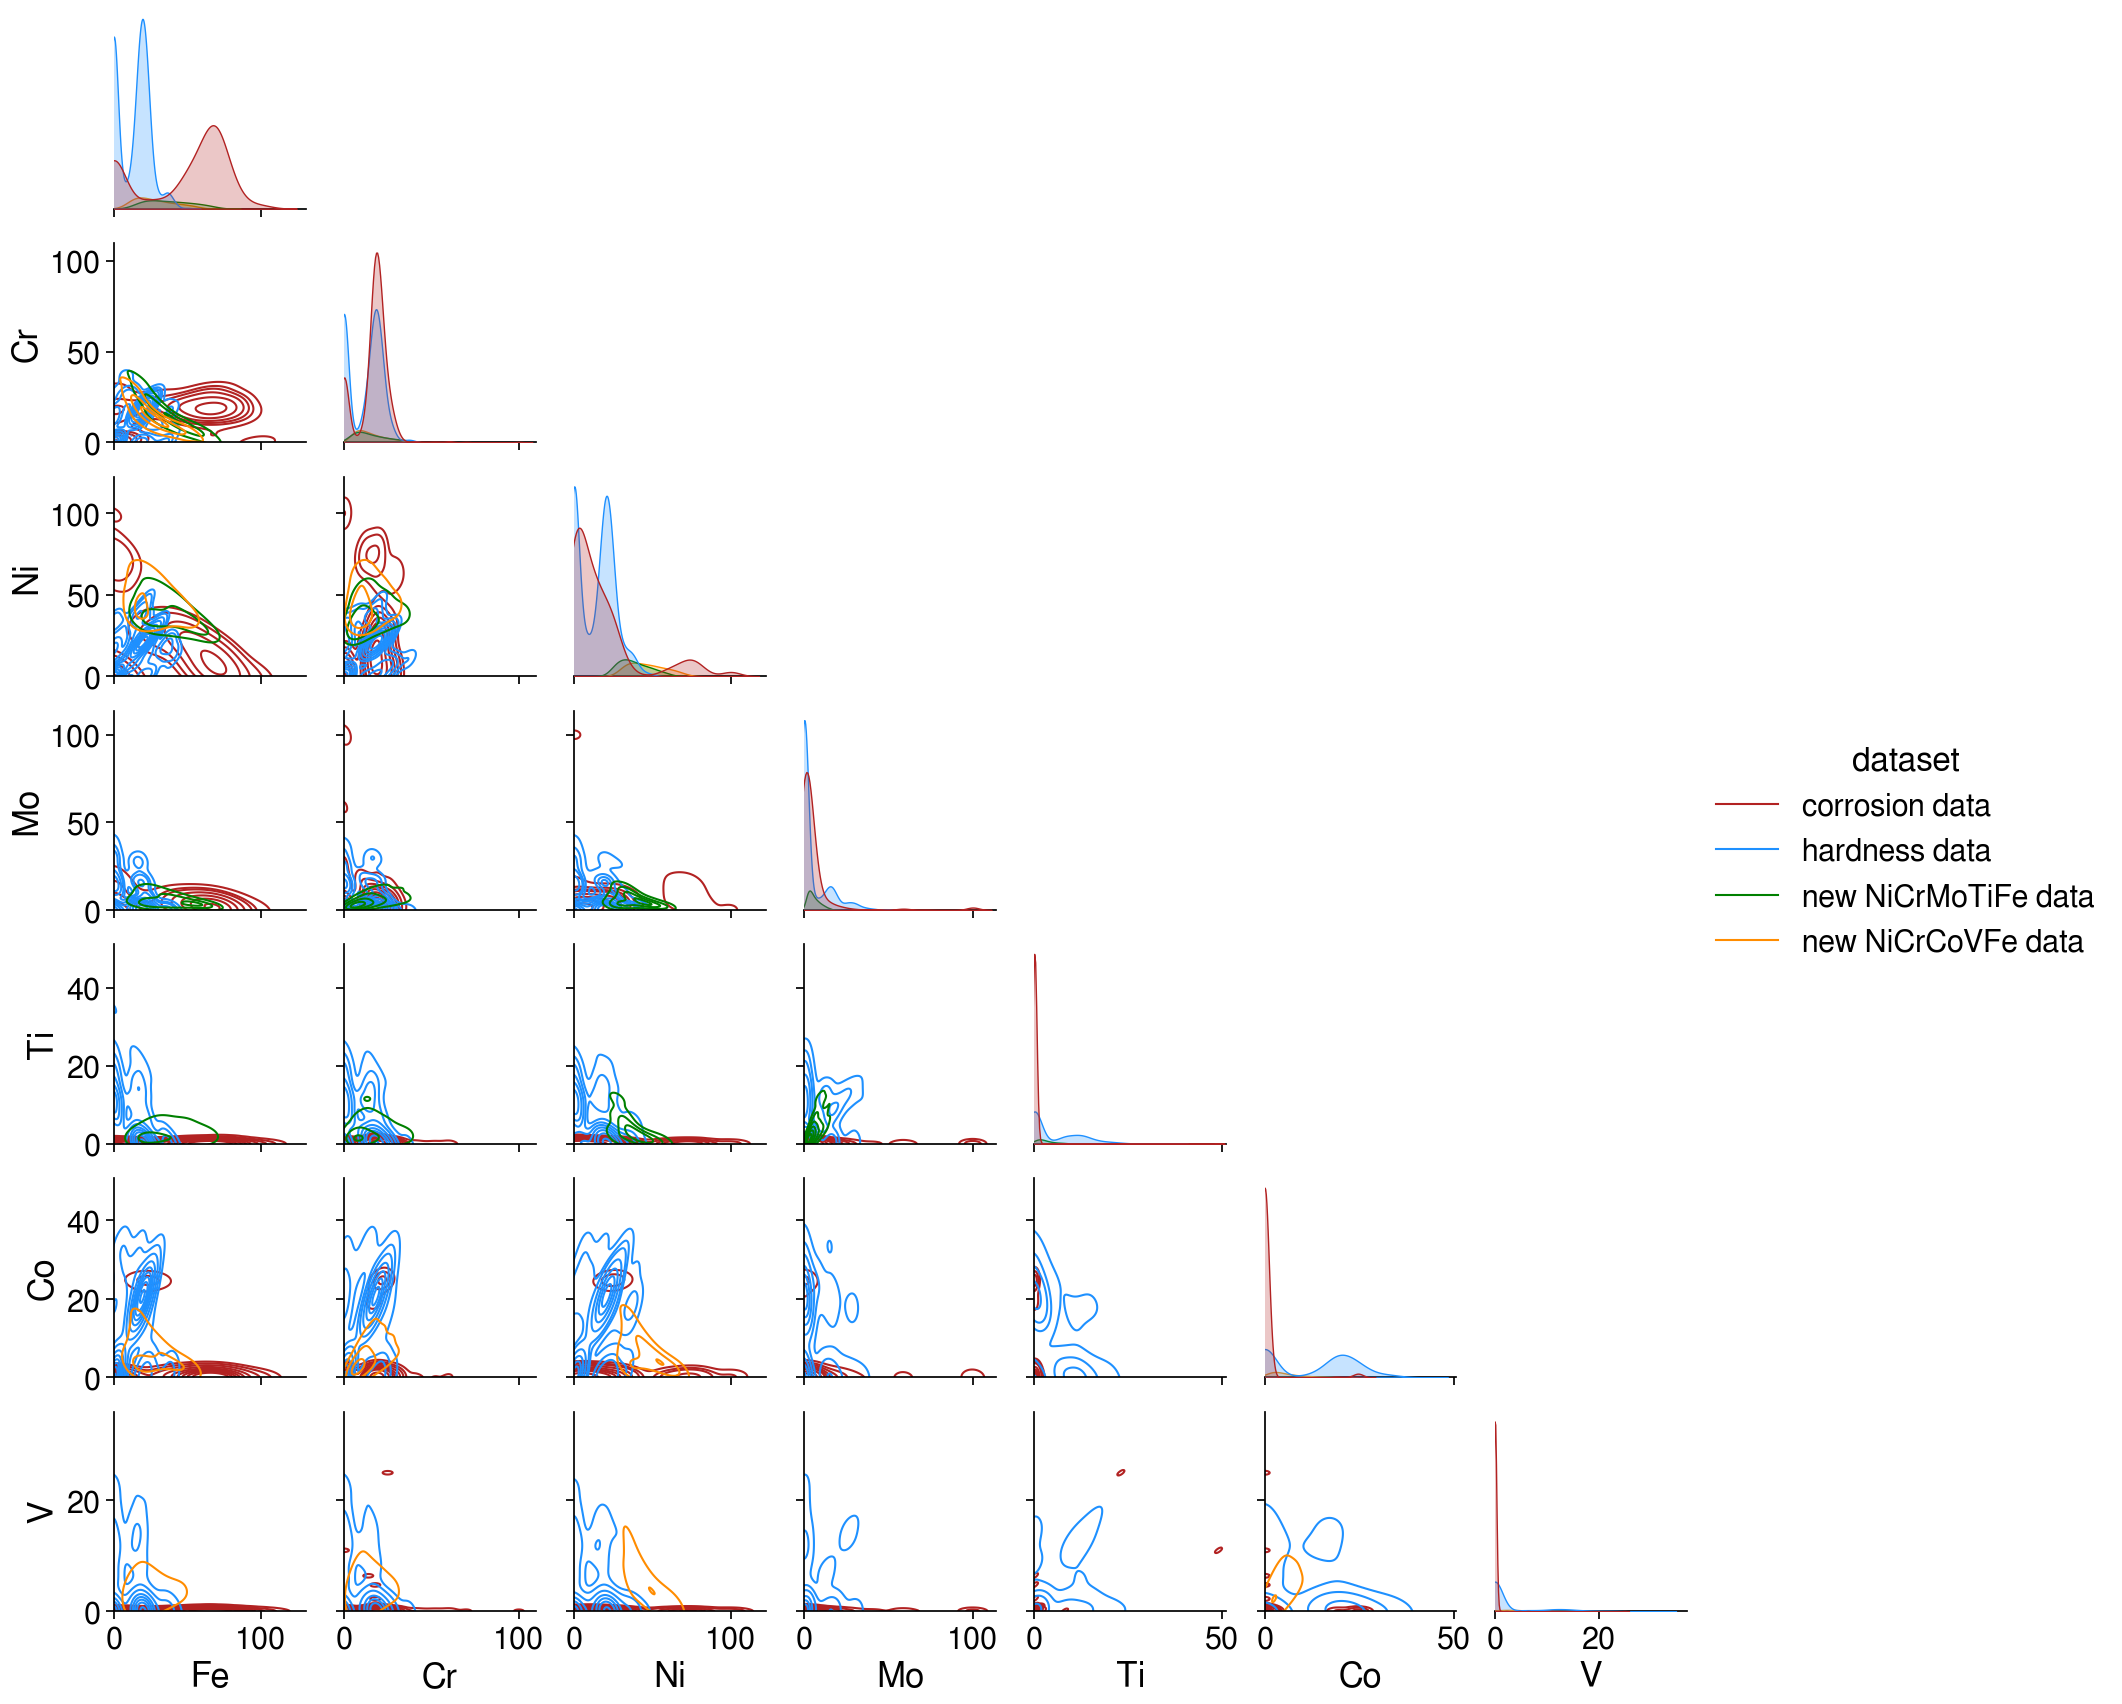 100
50
0
Cr
100
50
0
Ni
100
50
0
Mo
dataset
corrosion data
hardness data
new NiCrMoTiFe data
new NiCrCoVFe data
40
20
0
Ti
40
20
0
Co
20
0
V
0 100 0 100 0 100 0 100 0 50 0 50 0 20
Fe Cr Ni Mo Ti Co V